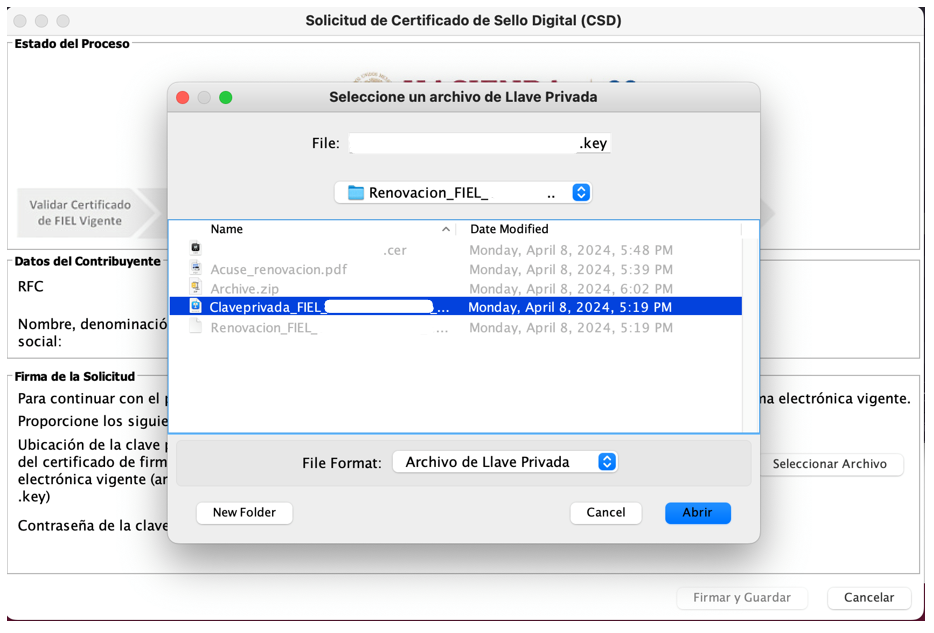 Solicitud de Certificado de Sello Digital (CSD)
Estado del Proceso
Seleccione un archivo de Llave Privada
File: .key
Renovacion_FIEL_ ..
Validar Certificado
de FIEL Vigente
Name Date Modified
.cer Monday, April 8, 2024, 5:48 PM
Acuse_renovacion.pdf Monday, April 8, 2024, 5:39 PM
Archive.zip Monday, April 8, 2024, 6:02 PM
Claveprivada_FIEL_ _... Monday, April 8, 2024, 5:19 PM
Renovacion_FIEL_ ... Monday, April 8, 2024, 5:19 PM
Datos del Contribuyente
RFC
Nombre, denominació
social:
Firma de la Solicitud
Para continuar con el electrónica vigente.
Proporcione los siguie
Ubicación de la clave
del certificado de firm
electrónica vigente (ar
.key)
Seleccionar Archivo
Contraseña de la clave
File Format: Archivo de Llave Privada
New Folder Cancel Abrir
Firmar y Guardar Cancelar